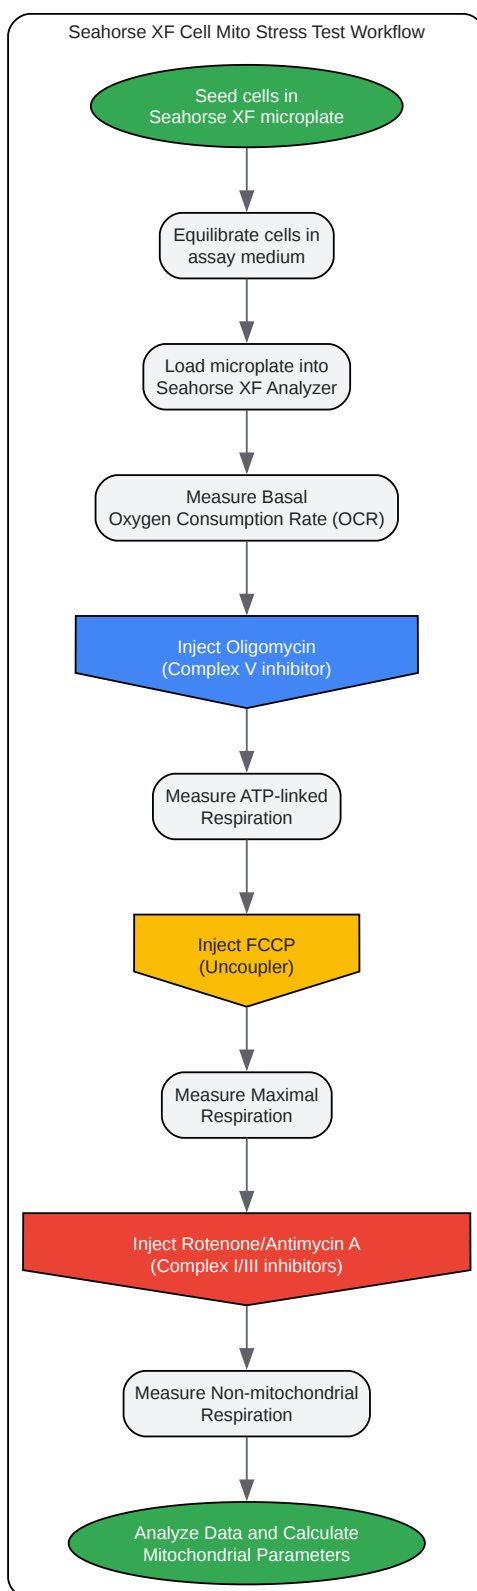 Seahorse XF Cell Mito Stress Test Workflow
Seed cells in
Seahorse XF microplate
Equilibrate cells in
assay medium
Load microplate into
Seahorse XF Analyzer
Measure Basal
Oxygen Consumption Rate (OCR)
Inject Oligomycin
(Complex V inhibitor)
Measure ATP-linked
Respiration
Inject FCCP
(Uncoupler)
Measure Maximal
Respiration
Inject Rotenone/Antimycin A
(Complex I/III inhibitors)
Measure Non-mitochondrial
Respiration
Analyze Data and Calculate
Mitochondrial Parameters